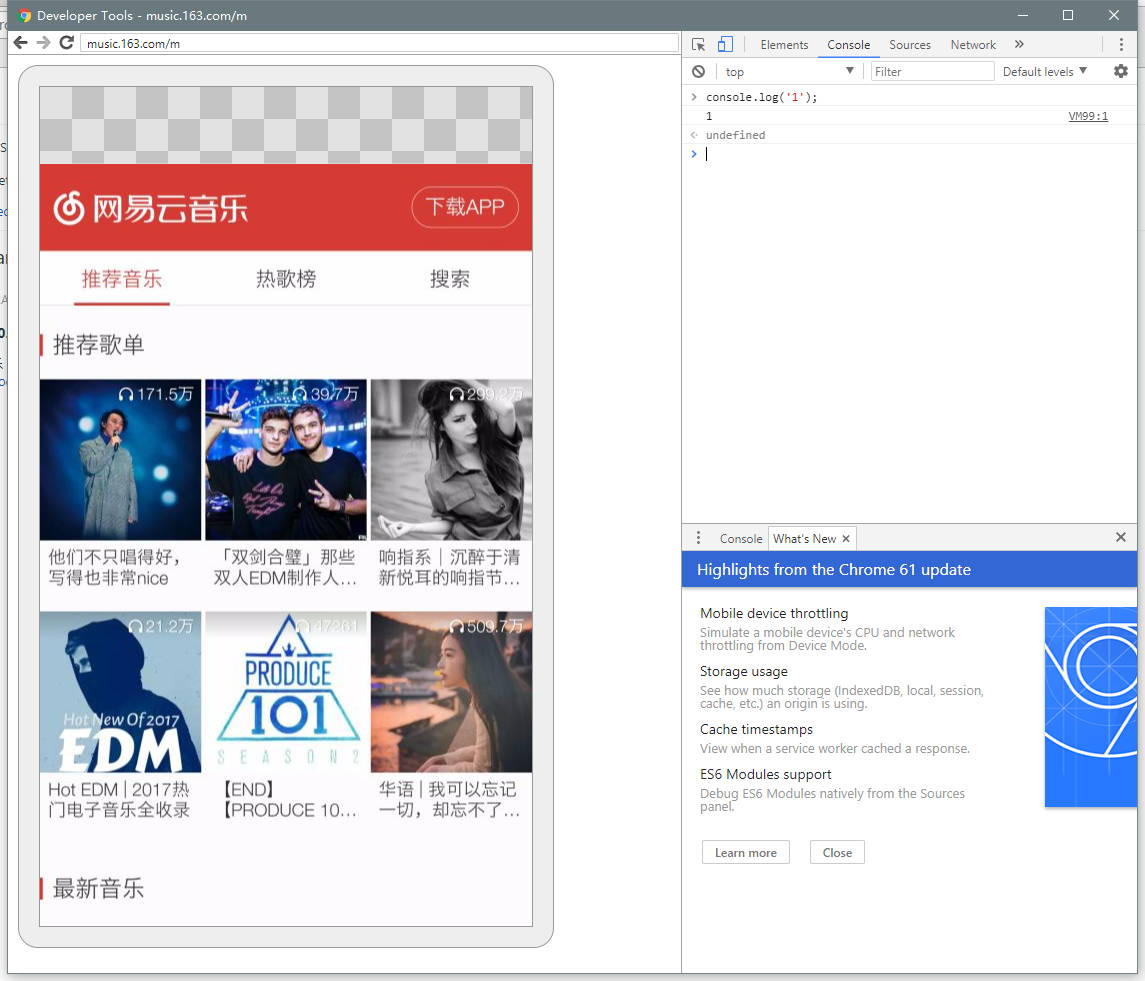 Developer Tools - music.163.com/m
music.163.com/m
网易云音乐
下载APP
推荐音乐 热歌榜 搜索
推荐歌单
171.5万 39.7万 299.2万
他们不只唱得好，
写得也非常nice
「双剑合璧」那些
双人EDM制作人…
响指系｜沉醉于清
新悦耳的响指节…
21.2万 47261 509.7万
Hot New Of 2017
EDM
PRODUCE
101
SEASON 2
Hot EDM | 2017热
门电子音乐全收录
【END】
【PRODUCE 10…
华语 | 我可以忘记
一切，却忘不了…
最新音乐
Elements Console Sources Network »
top Filter Default levels
> console.log('1');
1 VM99:1
undefined
>
Console What's New ×
Highlights from the Chrome 61 update
Mobile device throttling
Simulate a mobile device's CPU and network
throttling from Device Mode.
Storage usage
See how much storage (IndexedDB, local, session,
cache, etc.) an origin is using.
Cache timestamps
View when a service worker cached a response.
ES6 Modules support
Debug ES6 Modules natively from the Sources
panel.
Learn more Close